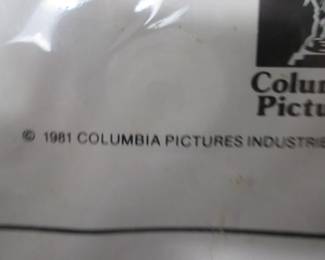 Colum
Pictu
© 1981 COLUMBIA PICTURES INDUSTRIE